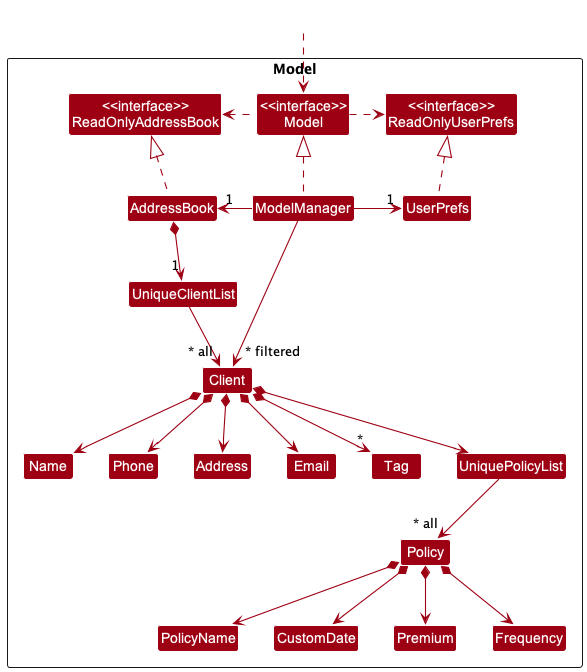 Model
<<interface>>
ReadOnlyAddressBook
<<interface>>
Model
<<interface>>
ReadOnlyUserPrefs
AddressBook
1
ModelManager
1
UserPrefs
1
UniqueClientList
* all
* filtered
Client
*
Name
Phone
Address
Email
Tag
UniquePolicyList
* all
Policy
PolicyName
CustomDate
Premium
Frequency